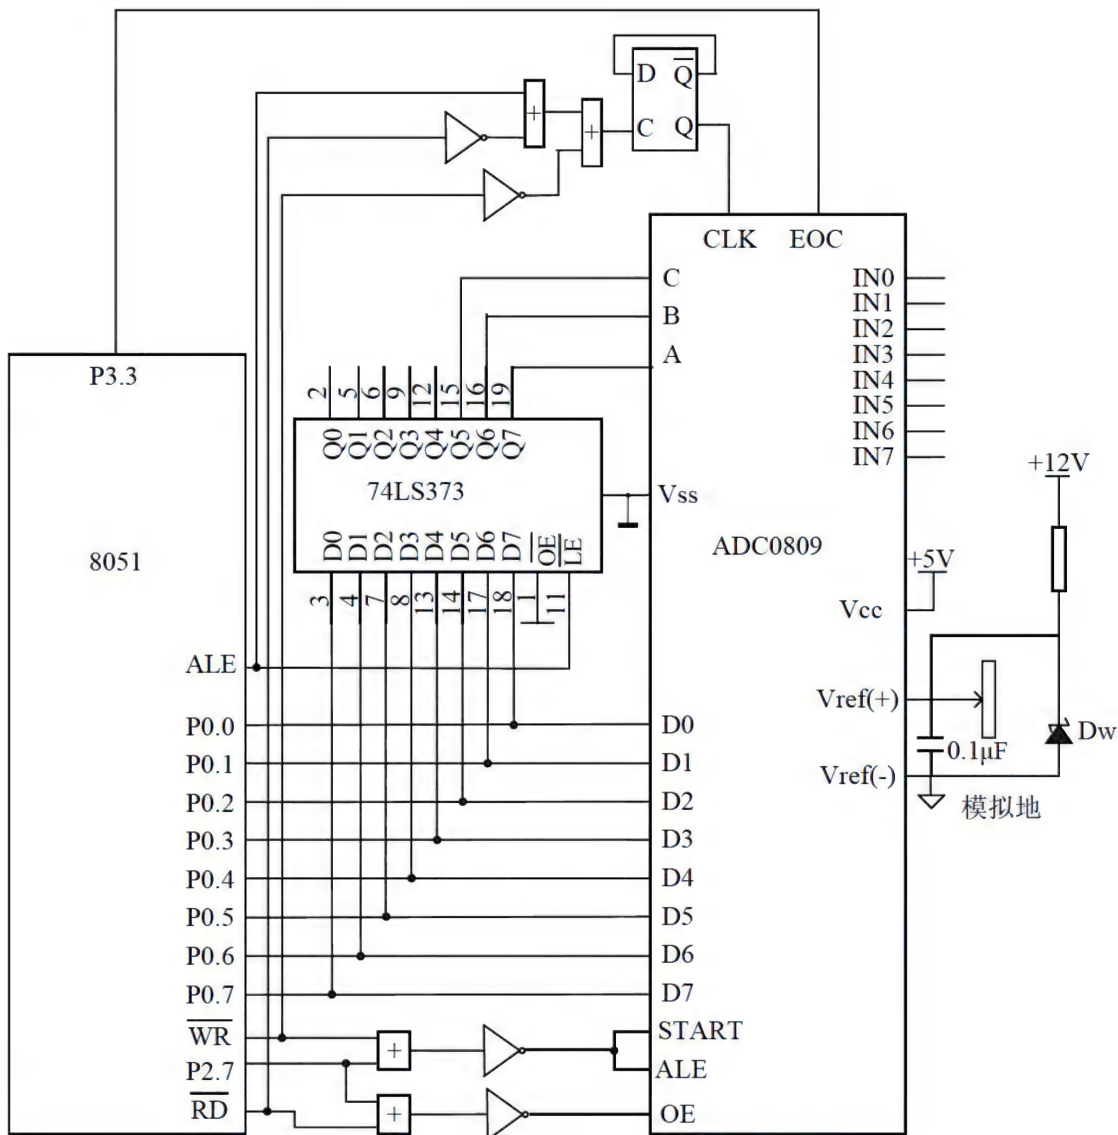 D Q̅
C Q
+
+
CLK EOC
C
B
A
IN0
IN1
IN2
IN3
IN4
IN5
IN6
IN7
P3.3
8051
ALE
P0.0
P0.1
P0.2
P0.3
P0.4
P0.5
P0.6
P0.7
W̅R̅
P2.7
R̅D̅
2 5 6 9 12 15 16 19
Q0 Q1 Q2 Q3 Q4 Q5 Q6 Q7
74LS373
D0 D1 D2 D3 D4 D5 D6 D7 O̅E̅ L̅E̅
3 4 7 8 13 14 17 18 1 11
Vss
ADC0809
D0
D1
D2
D3
D4
D5
D6
D7
START
ALE
OE
+
+
+12V
+5V
Vcc
Vref(+)
Vref(-)
0.1μF
Dw
模拟地